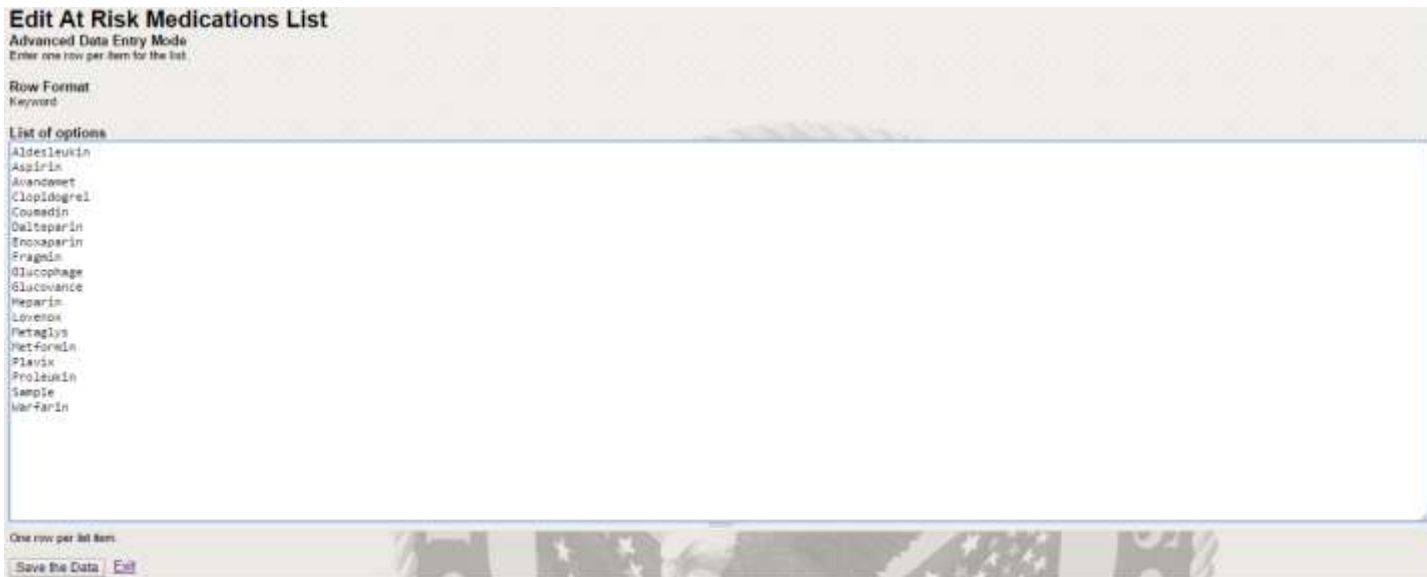 Edit At Risk Medications List
Advanced Data Entry Mode
Enter one row per item for the list.
Row Format
Keyword
List of options
Aldesleukin
Aspirin
Avandamet
Clopidogrel
Coumadin
Dalteparin
Enoxaparin
Fragmin
Glucophage
Glucovance
Heparin
Lovenox
Metaglys
Metformin
Plavix
Proleukin
Sample
Warfarin
One row per list item.
Save the Data Exit